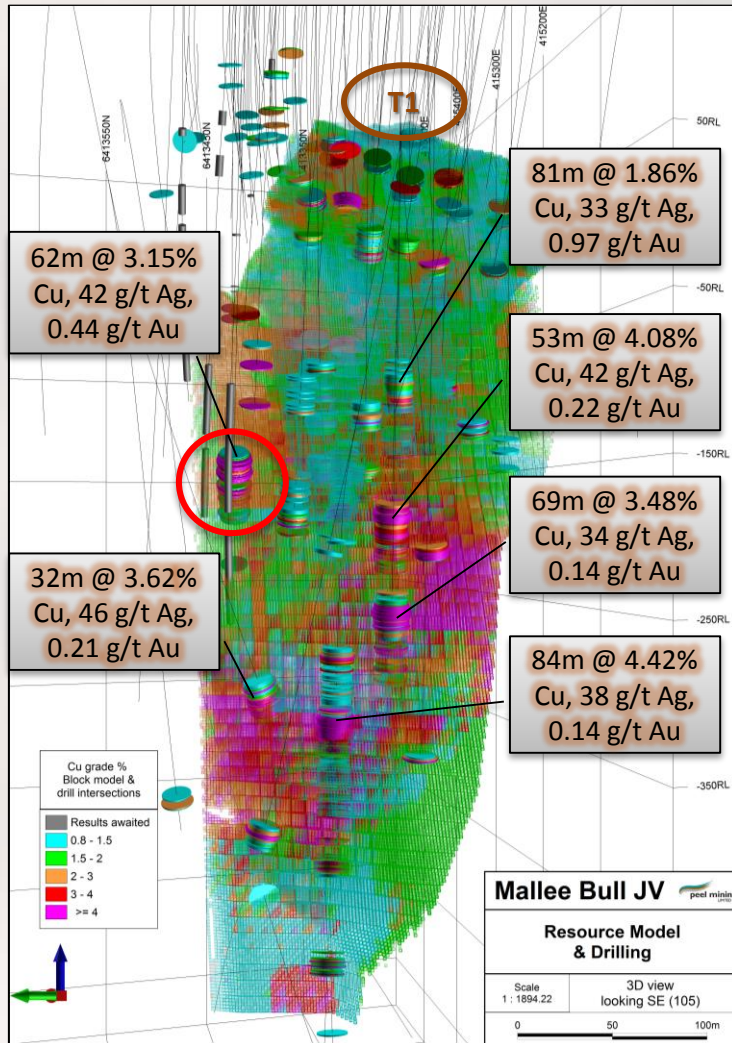 415200E
415300E
T1
50RL
6413550N
6413450N
81m @ 1.86%
Cu, 33 g/t Ag,
0.97 g/t Au
62m @ 3.15%
Cu, 42 g/t Ag,
0.44 g/t Au
-50RL
53m @ 4.08%
Cu, 42 g/t Ag,
0.22 g/t Au
-150RL
69m @ 3.48%
Cu, 34 g/t Ag,
0.14 g/t Au
32m @ 3.62%
Cu, 46 g/t Ag,
0.21 g/t Au
-250RL
84m @ 4.42%
Cu, 38 g/t Ag,
0.14 g/t Au
-350RL
Cu grade %
Block model &
drill intersections
Results awaited
0.8 - 1.5
1.5 - 2
2 - 3
3 - 4
>= 4
Mallee Bull JV
peel mining
Resource Model
& Drilling
Scale
1 : 1894.22
3D view
looking SE (105)
0 50 100m